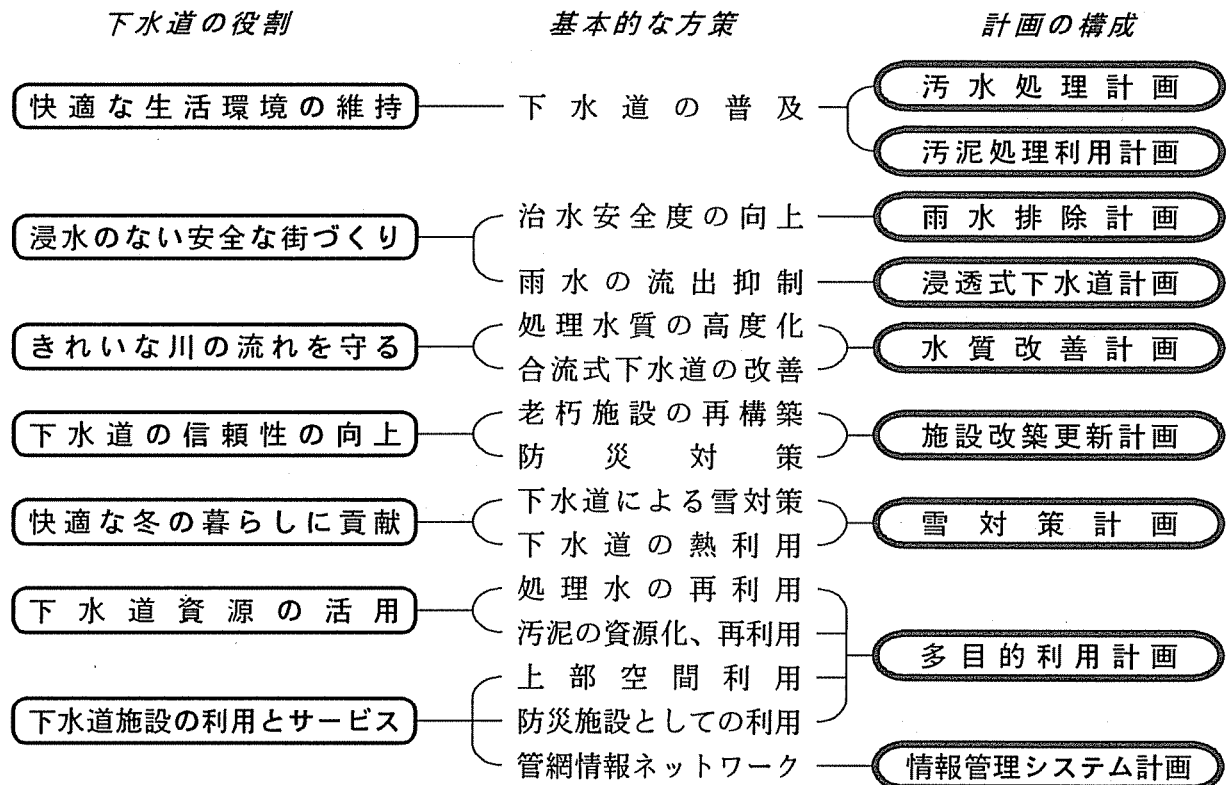 下水道の役割 基本的な方策 計画の構成
快適な生活環境の維持 下水道の普及 汚水処理計画
汚泥処理利用計画
浸水のない安全な街づくり 治水安全度の向上 雨水排除計画
雨水の流出抑制 浸透式下水道計画
きれいな川の流れを守る 処理水質の高度化 水質改善計画
合流式下水道の改善
下水道の信頼性の向上 老朽施設の再構築 施設改築更新計画
防災対策
快適な冬の暮らしに貢献 下水道による雪対策 雪対策計画
下水道の熱利用
下水道資源の活用 処理水の再利用
汚泥の資源化、再利用 多目的利用計画
上部空間利用
下水道施設の利用とサービス 防災施設としての利用
管網情報ネットワーク 情報管理システム計画